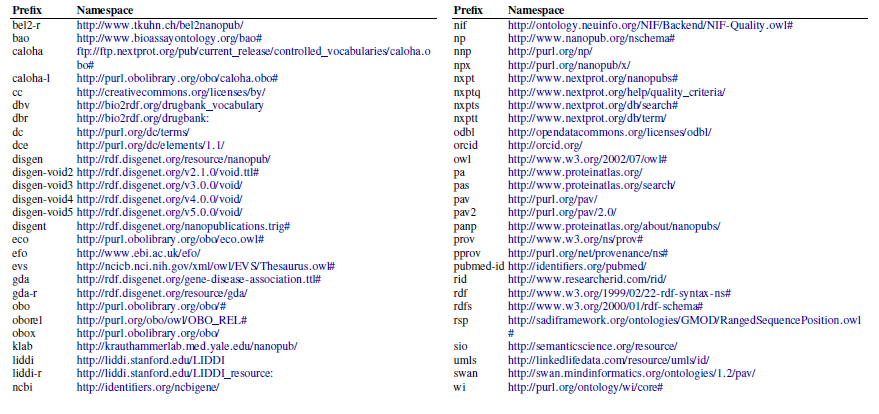 Prefix Namespace
bel2-r http://www.tkuhn.ch/bel2nanopub/
bao http://www.bioassayontology.org/bao#
caloha ftp://ftp.nextprot.org/pub/current_release/controlled_vocabularies/caloha.o
bo#
caloha-l http://purl.obolibrary.org/obo/caloha.obo#
cc http://creativecommons.org/licenses/by/
dbv http://bio2rdf.org/drugbank_vocabulary
dbr http://bio2rdf.org/drugbank:
dc http://purl.org/dc/terms/
dce http://purl.org/dc/elements/1.1/
disgen http://rdf.disgenet.org/resource/nanopub/
disgen-void2 http://rdf.disgenet.org/v2.1.0/void.ttl#
disgen-void3 http://rdf.disgenet.org/v3.0.0/void/
disgen-void4 http://rdf.disgenet.org/v4.0.0/void/
disgen-void5 http://rdf.disgenet.org/v5.0.0/void/
disgent http://rdf.disgenet.org/nanopublications.trig#
eco http://purl.obolibrary.org/obo/eco.owl#
efo http://www.ebi.ac.uk/efo/
evs http://ncicb.nci.nih.gov/xml/owl/EVS/Thesaurus.owl#
gda http://rdf.disgenet.org/gene-disease-association.ttl#
gda-r http://rdf.disgenet.org/resource/gda/
obo http://purl.obolibrary.org/obo/#
oborel http://purl.org/obo/owl/OBO_REL#
obox http://purl.obolibrary.org/obo/
klab http://krauthammerlab.med.yale.edu/nanopub/
liddi http://liddi.stanford.edu/LIDDI
liddi-r http://liddi.stanford.edu/LIDDI_resource:
ncbi http://identifiers.org/ncbigene/
Prefix Namespace
nif http://ontology.neuinfo.org/NIF/Backend/NIF-Quality.owl#
np http://www.nanopub.org/nschema#
nnp http://purl.org/np/
npx http://purl.org/nanopub/x/
nxpt http://www.nextprot.org/nanopubs#
nxptq http://www.nextprot.org/help/quality_criteria/
nxpts http://www.nextprot.org/db/search#
nxptt http://www.nextprot.org/db/term/
odbl http://opendatacommons.org/licenses/odbl/
orcid http://orcid.org/
owl http://www.w3.org/2002/07/owl#
pa http://www.proteinatlas.org/
pas http://www.proteinatlas.org/search/
pav http://purl.org/pav/
pav2 http://purl.org/pav/2.0/
panp http://www.proteinatlas.org/about/nanopubs/
prov http://www.w3.org/ns/prov#
pprov http://purl.org/net/provenance/ns#
pubmed-id http://identifiers.org/pubmed/
rid http://www.researcherid.com/rid/
rdf http://www.w3.org/1999/02/22-rdf-syntax-ns#
rdfs http://www.w3.org/2000/01/rdf-schema#
rsp http://sadiframework.org/ontologies/GMOD/RangedSequencePosition.owl
#
sio http://semanticscience.org/resource/
umls http://linkedlifedata.com/resource/umls/id/
swan http://swan.mindinformatics.org/ontologies/1.2/pav/
wi http://purl.org/ontology/wi/core#